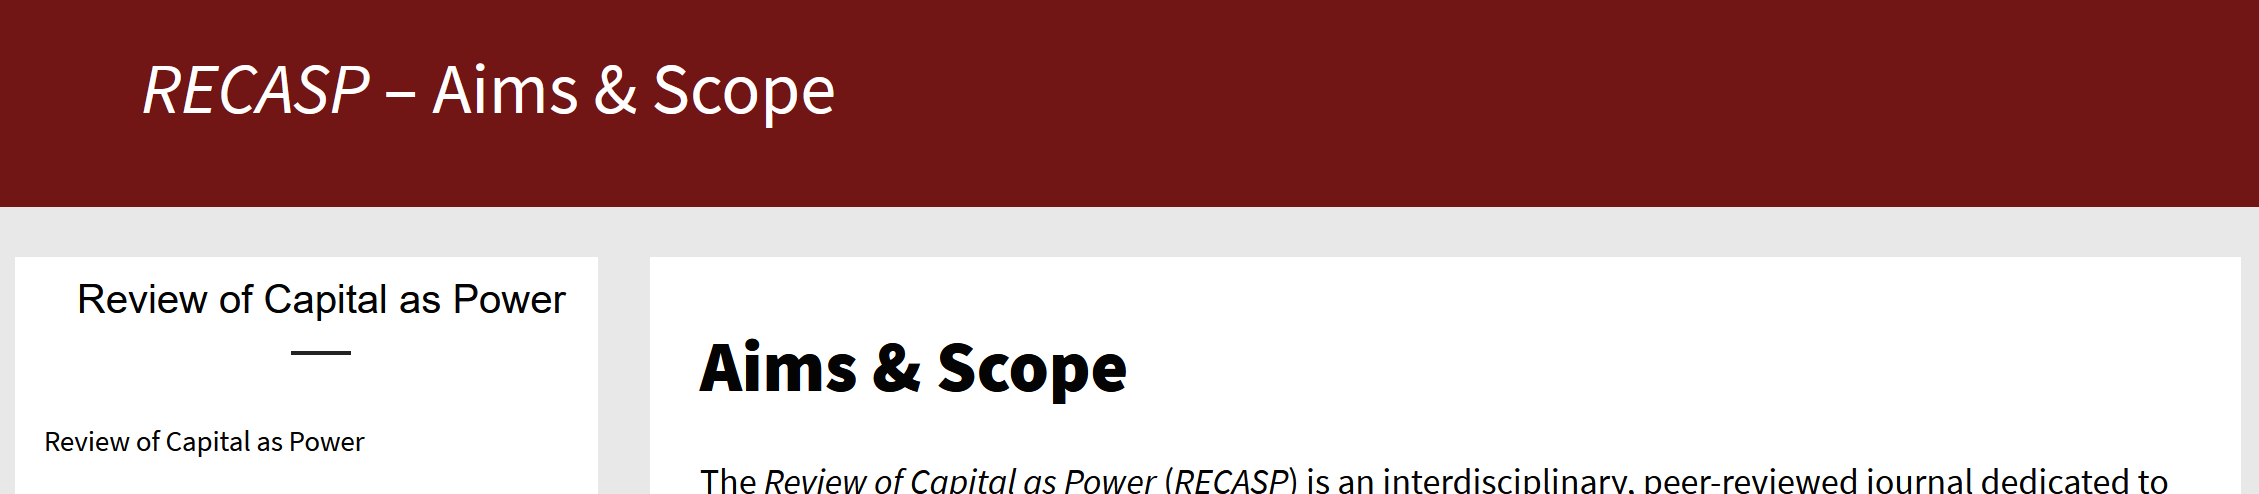 RECASP – Aims & Scope
Review of Capital as Power
Review of Capital as Power
Aims & Scope
The Review of Capital as Power (RECASP) is an interdisciplinary, peer-reviewed journal dedicated to